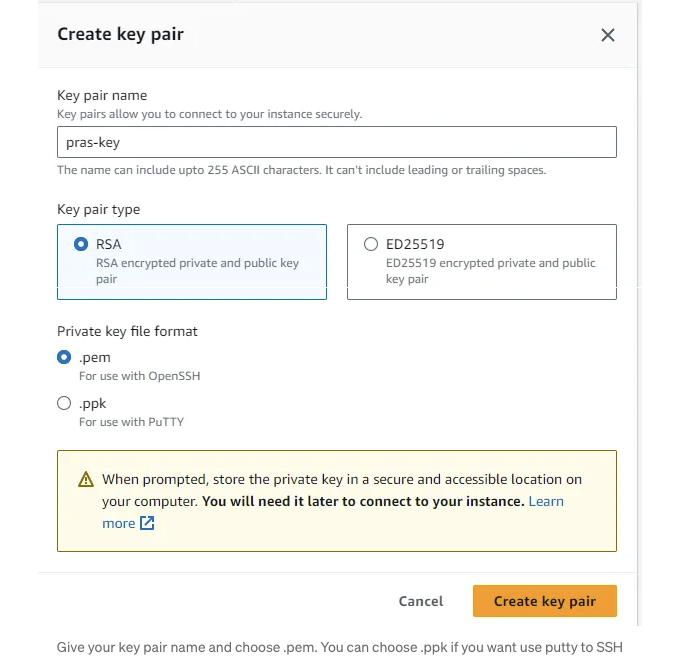 Create key pair
Key pair name
Key pairs allow you to connect to your instance securely.
pras-key
The name can include upto 255 ASCII characters. It can't include leading or trailing spaces.
Key pair type
RSA
RSA encrypted private and public key
pair
ED25519
ED25519 encrypted private and public
key pair
Private key file format
.pem
For use with OpenSSH
.ppk
For use with PuTTY
When prompted, store the private key in a secure and accessible location on
your computer. You will need it later to connect to your instance. Learn
more
Cancel
Create key pair
Give your key pair name and choose .pem. You can choose .ppk if you want use putty to SSH